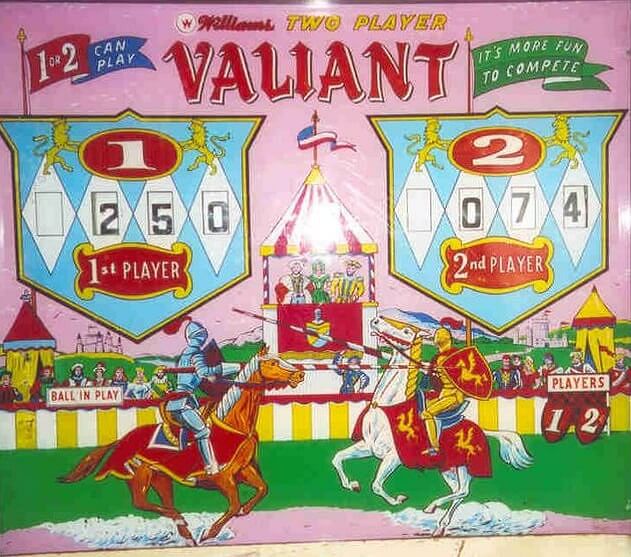 W Williams TWO PLAYER
1 OR 2 CAN PLAY
VALIANT
IT'S MORE FUN
TO COMPETE
1
250
1st PLAYER
2
074
2nd PLAYER
BALL IN PLAY
PLAYERS
1 2